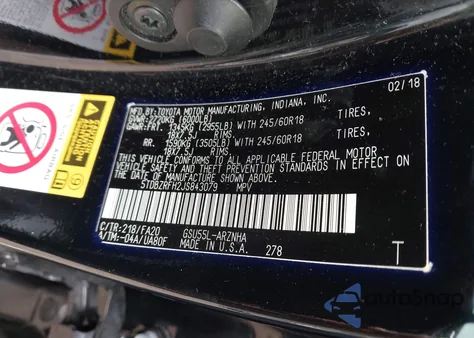 02/18
MFD.BY: TOYOTA MOTOR MANUFACTURING, INDIANA, INC.
GVWR: 2720KG (6000LB)
GAWR: FRT. 1345KG (2955LB) WITH 245/60R18 TIRES,
18X7.5J RIMS.
RR. 1590KG (3505LB) WITH 245/60R18 TIRES,
18X7.5J RIMS.
THIS VEHICLE CONFORMS TO ALL APPLICABLE FEDERAL MOTOR
VEHICLE SAFETY AND THEFT PREVENTION STANDARDS IN EFFECT ON
THE DATE OF MANUFACTURE SHOWN ABOVE.
5TDBZRFH2JS843079 MPV
C/TR: 218/FA20 GSU55L-ARZNHA
A/TM: -04A/UA80F MADE IN U.S.A. 278
T
autoSnap